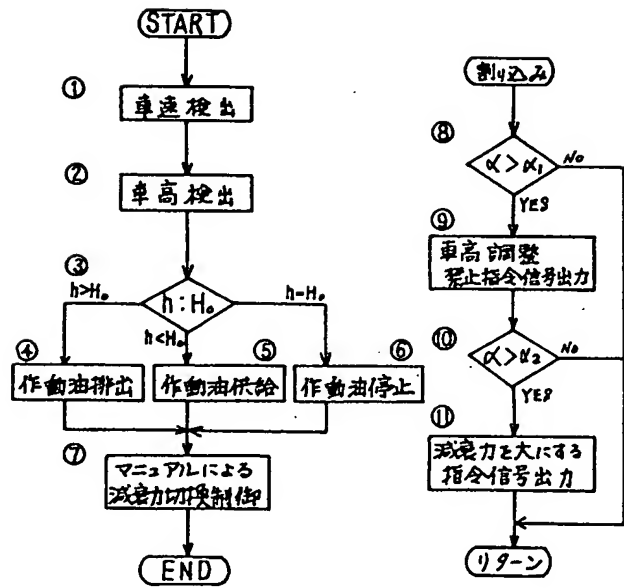 START
①
車速検出
②
車高検出
③
h:H₀
h>H₀
h<H₀
h=H₀
④
作動油排出
⑤
作動油供給
⑥
作動油停止
⑦
マニュアルによる
減衰力切換制御
END
割り込み
⑧
α>α₁
NO
YES
⑨
車高調整
禁止指令信号出力
⑩
α>α₂
NO
YES
⑪
減衰力を大にする
指令信号出力
リターン